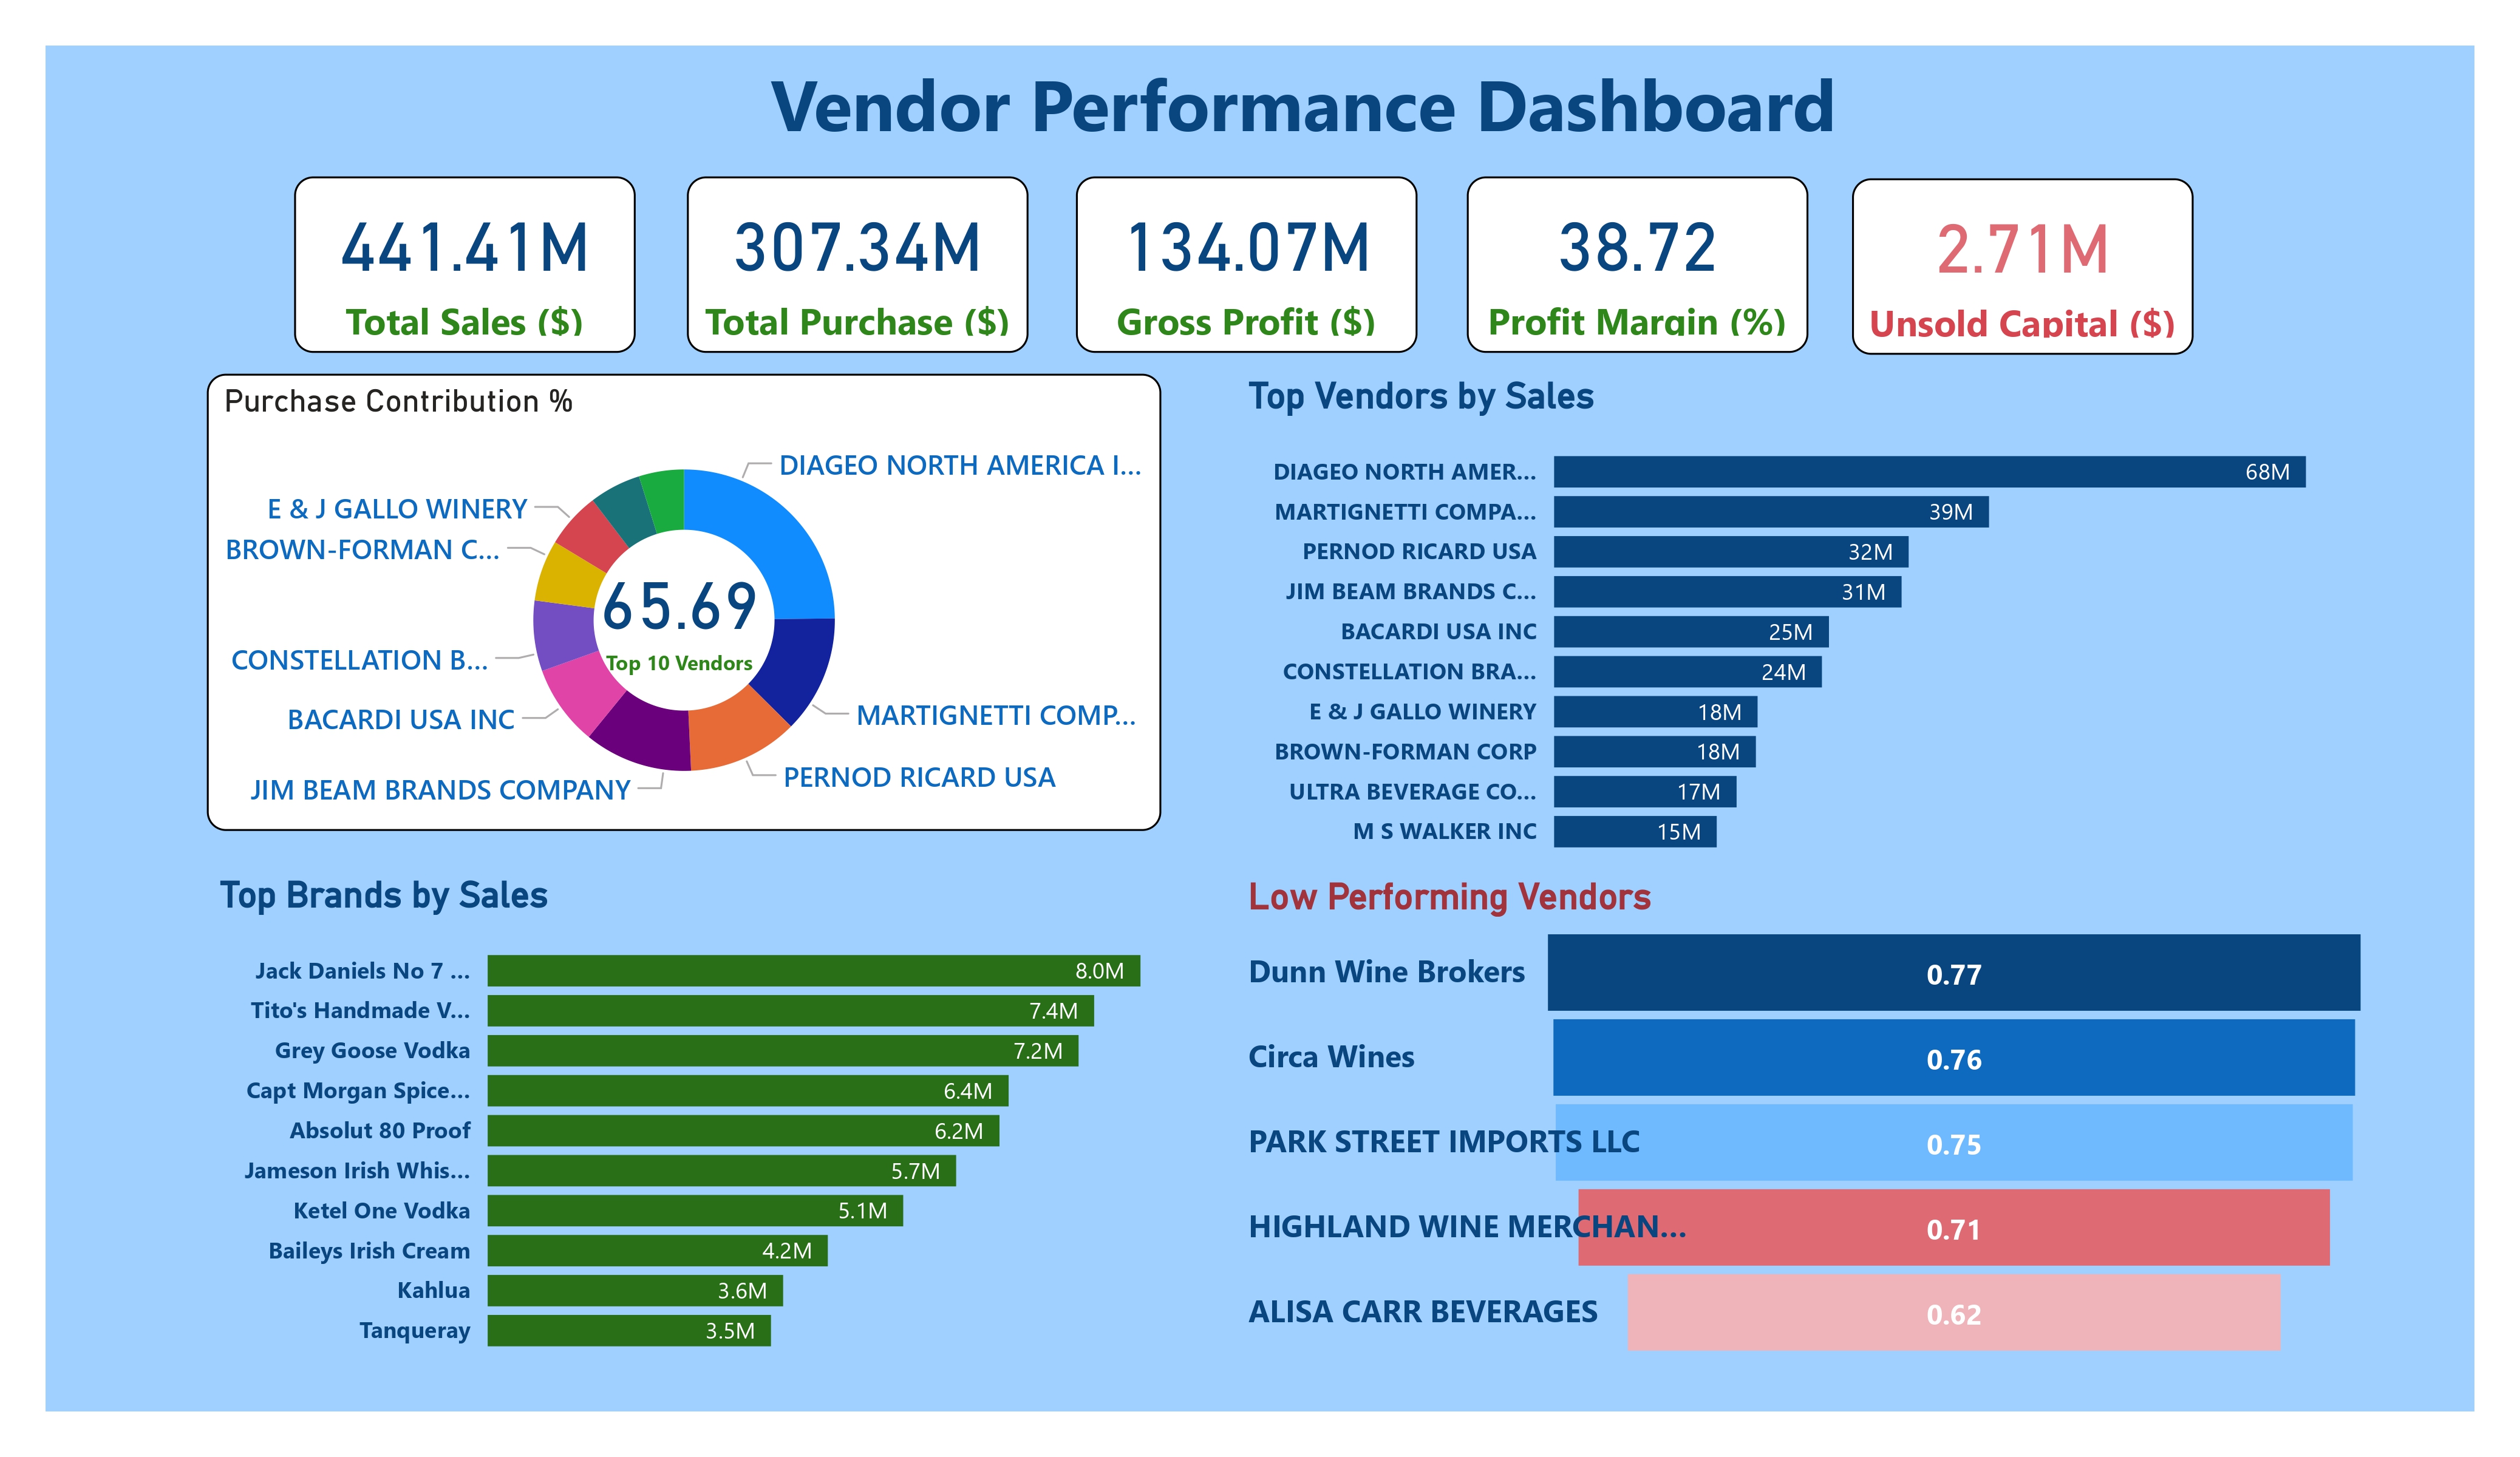 Vendor Performance Dashboard
441.41M
Total Sales ($)
307.34M
Total Purchase ($)
134.07M
Gross Profit ($)
38.72
Profit Margin (%)
2.71M
Unsold Capital ($)
Purchase Contribution %
DIAGEO NORTH AMERICA I...
E & J GALLO WINERY
BROWN-FORMAN C...
CONSTELLATION B...
BACARDI USA INC
JIM BEAM BRANDS COMPANY
PERNOD RICARD USA
MARTIGNETTI COMP...
65.69
Top 10 Vendors
Top Vendors by Sales
DIAGEO NORTH AMER... 68M
MARTIGNETTI COMPA... 39M
PERNOD RICARD USA 32M
JIM BEAM BRANDS C... 31M
BACARDI USA INC 25M
CONSTELLATION BRA... 24M
E & J GALLO WINERY 18M
BROWN-FORMAN CORP 18M
ULTRA BEVERAGE CO... 17M
M S WALKER INC 15M
Top Brands by Sales
Jack Daniels No 7 ... 8.0M
Tito's Handmade V... 7.4M
Grey Goose Vodka 7.2M
Capt Morgan Spice... 6.4M
Absolut 80 Proof 6.2M
Jameson Irish Whis... 5.7M
Ketel One Vodka 5.1M
Baileys Irish Cream 4.2M
Kahlua 3.6M
Tanqueray 3.5M
Low Performing Vendors
Dunn Wine Brokers 0.77
Circa Wines 0.76
PARK STREET IMPORTS LLC 0.75
HIGHLAND WINE MERCHAN... 0.71
ALISA CARR BEVERAGES 0.62